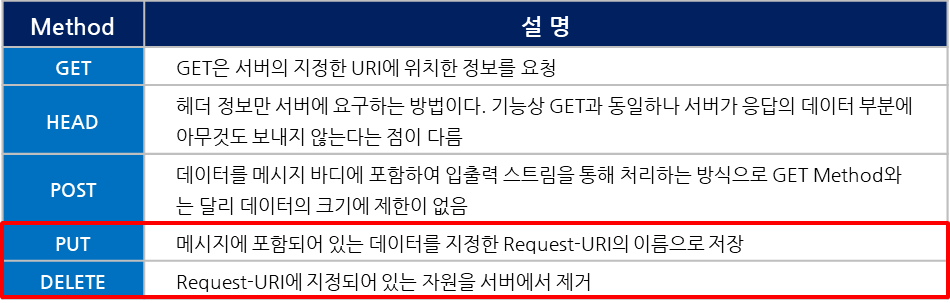 Method 설 명
GET GET은 서버의 지정한 URI에 위치한 정보를 요청
HEAD 헤더 정보만 서버에 요구하는 방법이다. 기능상 GET과 동일하나 서버가 응답의 데이터 부분에
아무것도 보내지 않는다는 점이 다름
POST 데이터를 메시지 바디에 포함하여 입출력 스트림을 통해 처리하는 방식으로 GET Method와
는 달리 데이터의 크기에 제한이 없음
PUT 메시지에 포함되어 있는 데이터를 지정한 Request-URI의 이름으로 저장
DELETE Request-URI에 지정되어 있는 자원을 서버에서 제거